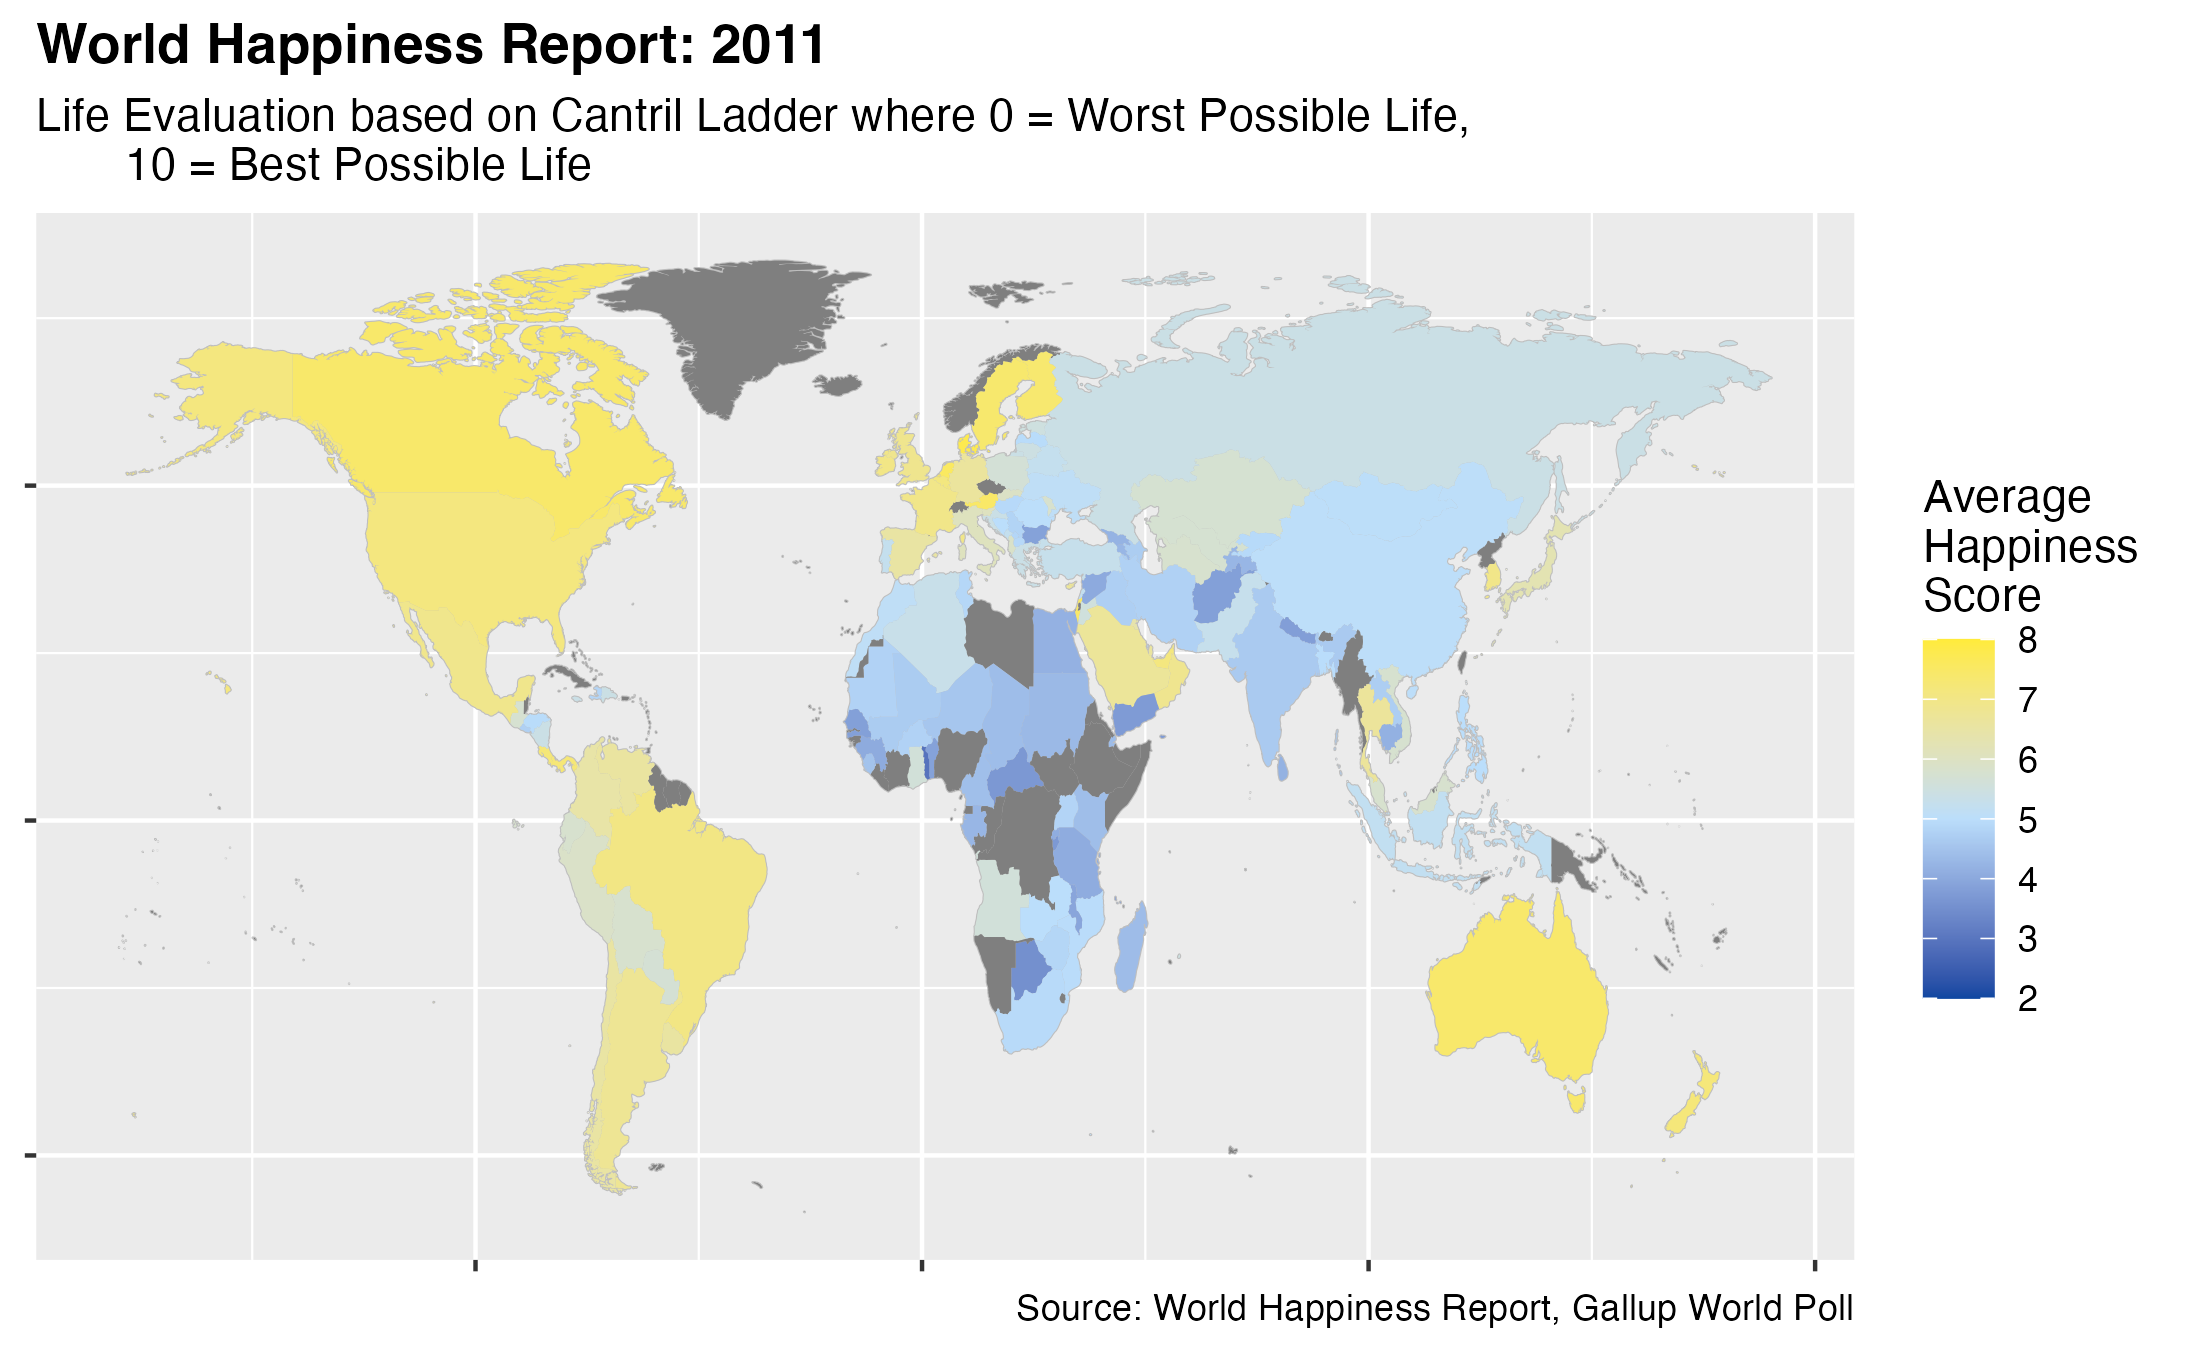 World Happiness Report: 2011
Life Evaluation based on Cantril Ladder where 0 = Worst Possible Life,
10 = Best Possible Life
Average
Happiness
Score
8
7
6
5
4
3
2
Source: World Happiness Report, Gallup World Poll